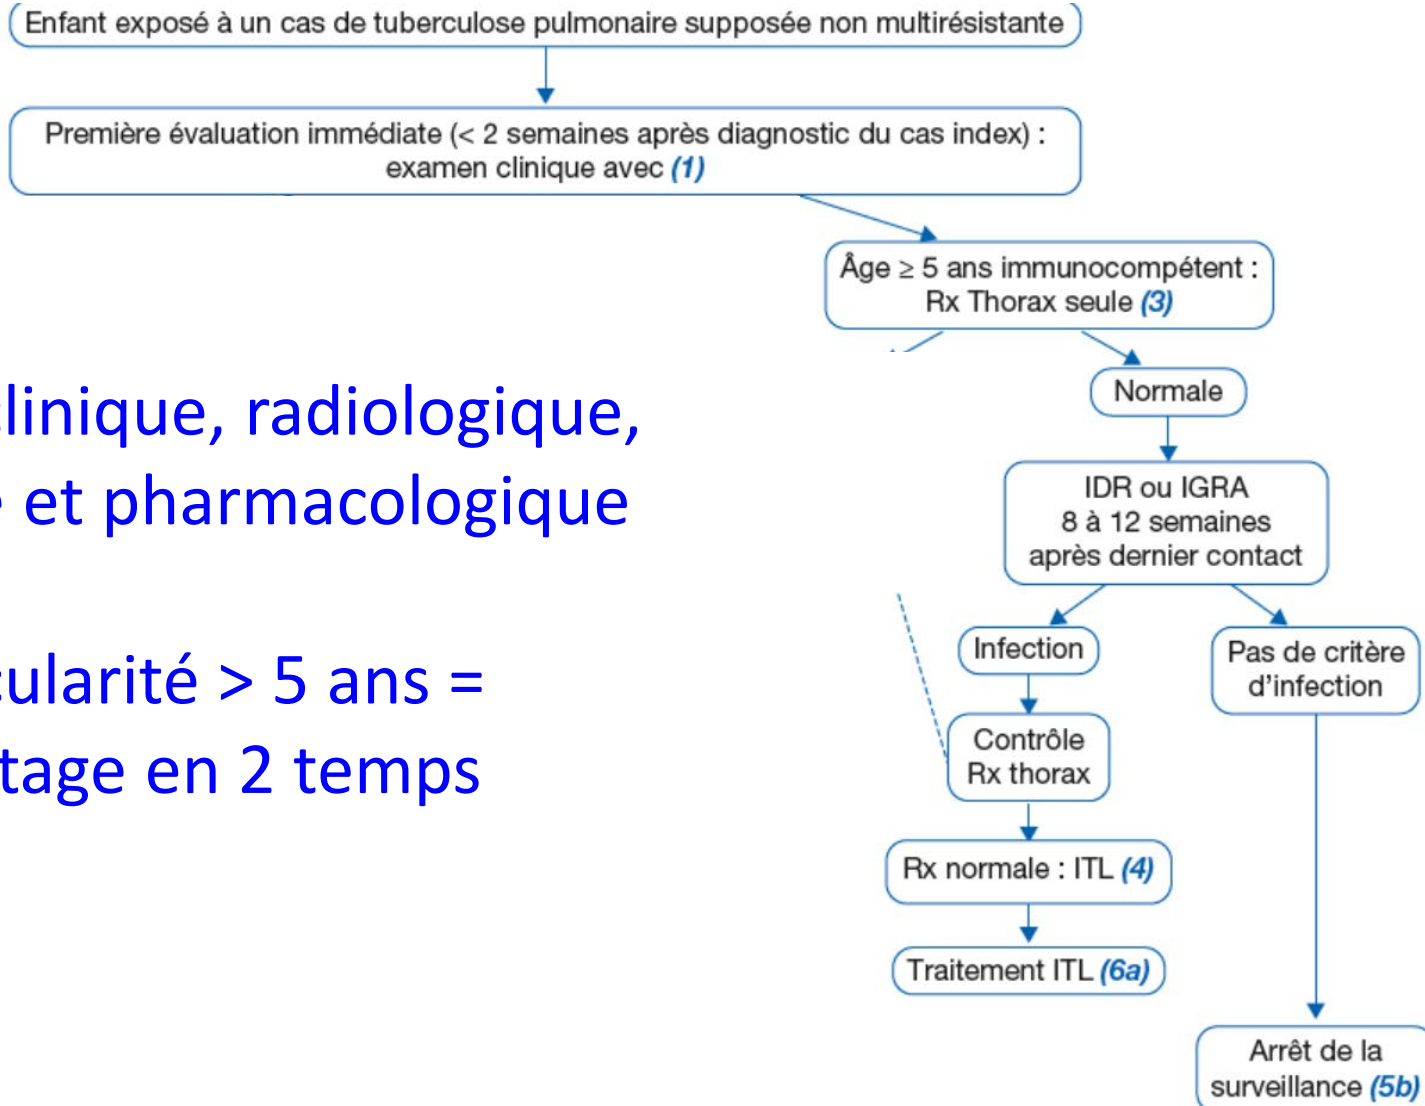 Enfant exposé à un cas de tuberculose pulmonaire supposée non multirésistante
Première évaluation immédiate (< 2 semaines après diagnostic du cas index) :
examen clinique avec (1)
Âge ≥ 5 ans immunocompétent :
Rx Thorax seule (3)
Normale
clinique, radiologique,
et pharmacologique
IDR ou IGRA
8 à 12 semaines
après dernier contact
> 5 ans =
en 2 temps
Infection
Pas de critère
d'infection
Contrôle
Rx thorax
Rx normale : ITL (4)
Traitement ITL (6a)
Arrêt de la
surveillance (5b)